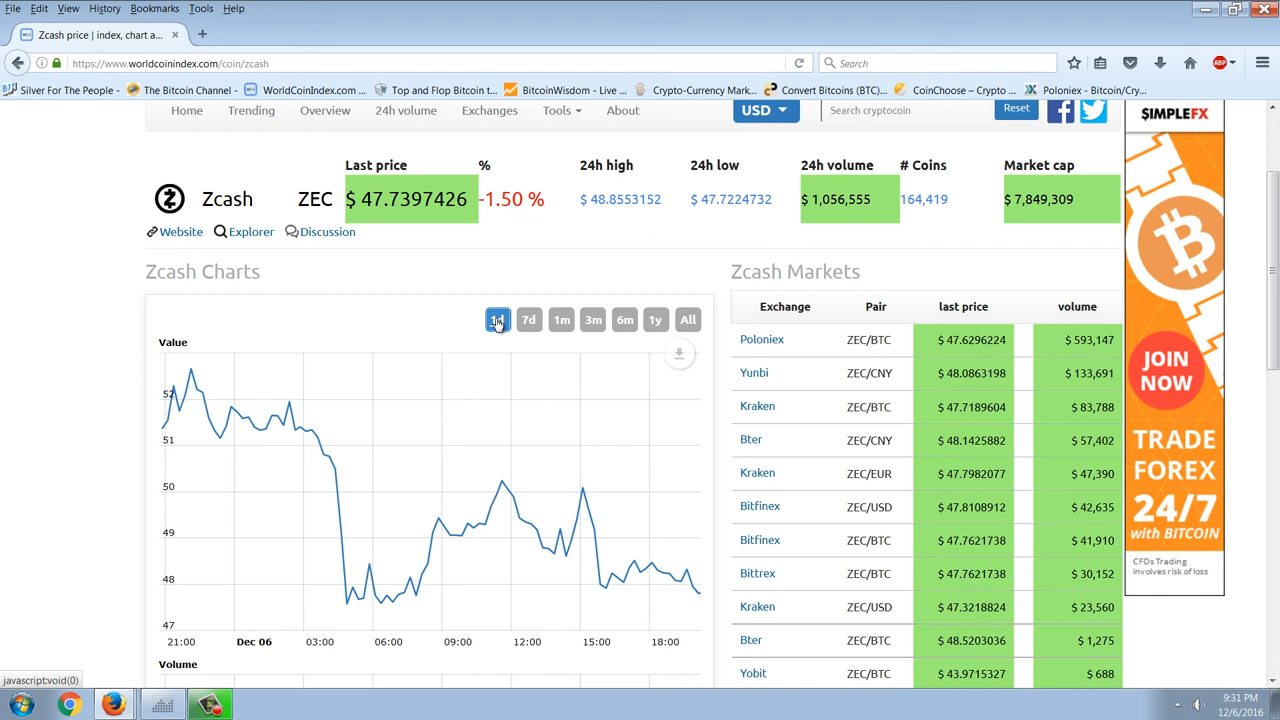 File Edit View History Bookmarks Tools Help
Zcash price | index, chart a... × +
https://www.worldcoinindex.com/coin/zcash Search ABP
Silver For The People - The Bitcoin Channel - WorldCoinIndex.com ... Top and Flop Bitcoin t... BitcoinWisdom - Live ... Crypto-Currency Mark... Convert Bitcoins (BTC)... CoinChoose – Crypto ... Poloniex - Bitcoin/Cry...
Home Trending Overview 24h volume Exchanges Tools About USD Search cryptocoin Reset
SIMPLEFX
Last price % 24h high 24h low 24h volume # Coins Market cap
Zcash ZEC $ 47.7397426 -1.50 % $ 48.8553152 $ 47.7224732 $ 1,056,555 164,419 $ 7,849,309
Website Explorer Discussion
Zcash Charts
1d 7d 1m 3m 6m 1y All
Value
52
51
50
49
48
47
21:00 Dec 06 03:00 06:00 09:00 12:00 15:00 18:00
Volume
Zcash Markets
Exchange Pair last price volume
Poloniex ZEC/BTC $ 47.6296224 $ 593,147
Yunbi ZEC/CNY $ 48.0863198 $ 133,691
Kraken ZEC/BTC $ 47.7189604 $ 83,788
Bter ZEC/CNY $ 48.1425882 $ 57,402
Kraken ZEC/EUR $ 47.7982077 $ 47,390
Bitfinex ZEC/USD $ 47.8108912 $ 42,635
Bitfinex ZEC/BTC $ 47.7621738 $ 41,910
Bittrex ZEC/BTC $ 47.7621738 $ 30,152
Kraken ZEC/USD $ 47.3218824 $ 23,560
Bter ZEC/BTC $ 48.5203036 $ 1,275
Yobit ZEC/BTC $ 43.9715327 $ 688
JOIN
NOW
TRADE
FOREX
24/7
with BITCOIN
CFDs Trading
involves risk of loss
javascript:void(0)
9:31 PM
12/6/2016